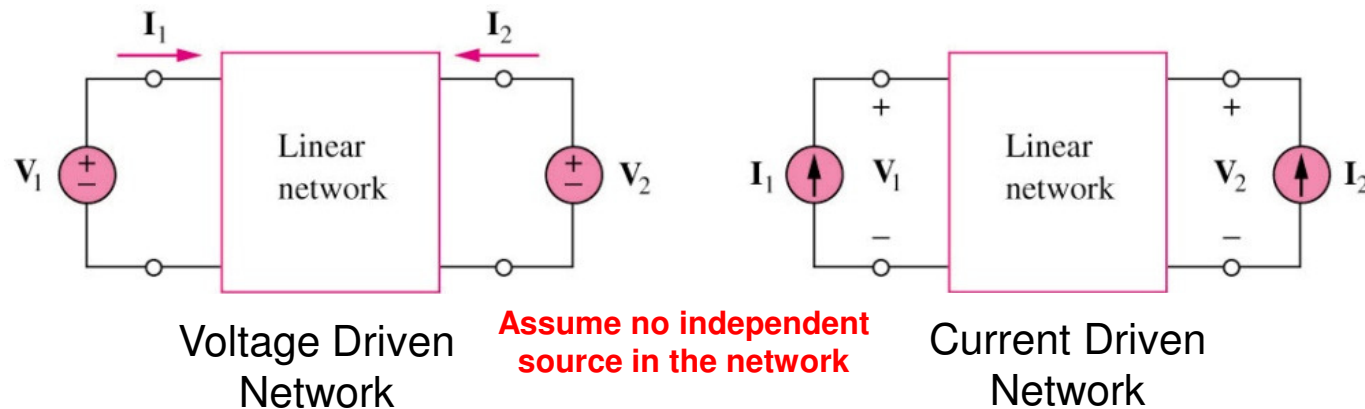 I1 I2
V1 + − Linear network + − V2
I1 + V1 − Linear network + V2 − I2
Voltage Driven
Network
Assume no independent
source in the network
Current Driven
Network